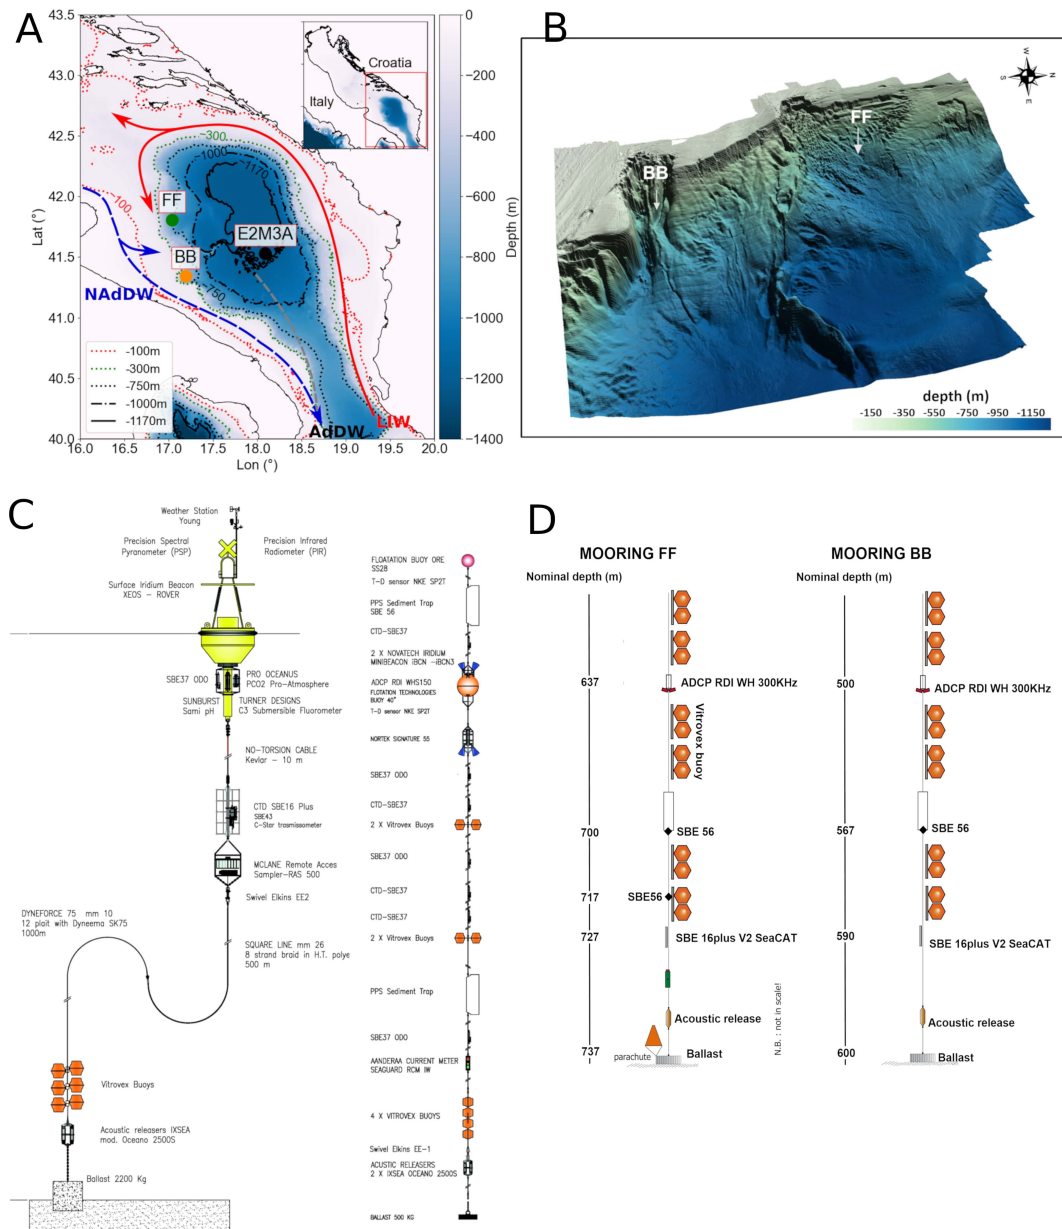 A
43.5
43.0
42.5
42.0
41.5
41.0
40.5
40.0
Lat (°)
16.0 16.5 17.0 17.5 18.0 18.5 19.0 19.5 20.0
Lon (°)
Croatia
Italy
-300
-1000
-1170
-100
-750
FF
BB
E2M3A
NAdDW
AdDW
LIW
-100m
-300m
-750m
-1000m
-1170m
0
-200
-400
-600
-800
-1000
-1200
-1400
Depth (m)
B
BB
FF
W
N
S
E
depth (m)
-150 -350 -550 -750 -950 -1150
C
Weather Station
Young
Precision Spectral
Pyranometer (PSP)
Precision Infrared
Radiometer (PIR)
Surface Iridium Beacon
XEOS - ROVER
SBE37 ODO
PRO OCEANUS
PCO2 Pro-Atmosphere
SUNBURST
Sami pH
TURNER DESIGNS
C3 Submersible Fluorometer
NO-TORSION CABLE
Kevlar - 10 m
CTD SBE16 Plus
SBE43
C-Star trasmissometer
MCLANE Remote Acces
Sampler-RAS 500
Swivel Elkins EE2
DYNEFORCE 75 mm 10
12 plait with Dyneema SK75
1000m
SQUARE LINE mm 26
8 strand braid in H.T. polye
500 m
Vitrovex Buoys
Acoustic releasers IXSEA
mod. Oceano 2500S
Ballast 2200 Kg
FLOATATION BUOY ORE
SS28
T-D sensor NKE SP2T
PPS Sediment Trap
SBE 56
CTD-SBE37
2 X NOVATECH IRIDIUM
MINIBEACON iBCN -iBCN3
ADCP RDI WHS150
FLOTATION TECHNOLOGIES
BUOY 40"
T-D sensor NKE SP2T
NORTEK SIGNATURE 55
SBE37 ODO
CTD-SBE37
2 X Vitrovex Buoys
SBE37 ODO
CTD-SBE37
CTD-SBE37
2 X Vitrovex Buoys
PPS Sediment Trap
SBE37 ODO
AANDERAA CURRENT METER
SEAGUARD RCM IW
4 X VITROVEX BUOYS
Swivel Elkins EE-1
ACUSTIC RELEASERS
2 X IXSEA OCEANO 2500S
BALLAST 500 KG
D
MOORING FF
Nominal depth (m)
637
ADCP RDI WH 300KHz
Vitrovex buoy
700
SBE 56
717
SBE56
727
SBE 16plus V2 SeaCAT
Acoustic release
parachute
737
Ballast
N.B. : not in scale!
MOORING BB
Nominal depth (m)
500
ADCP RDI WH 300KHz
567
SBE 56
590
SBE 16plus V2 SeaCAT
Acoustic release
600
Ballast